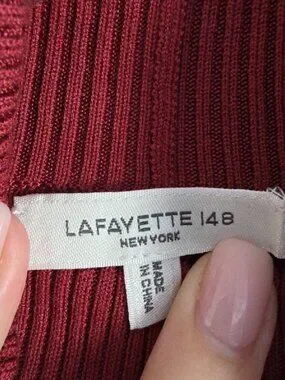 LAFAYETTE 148
NEW YORK
MADE
IN CHINA